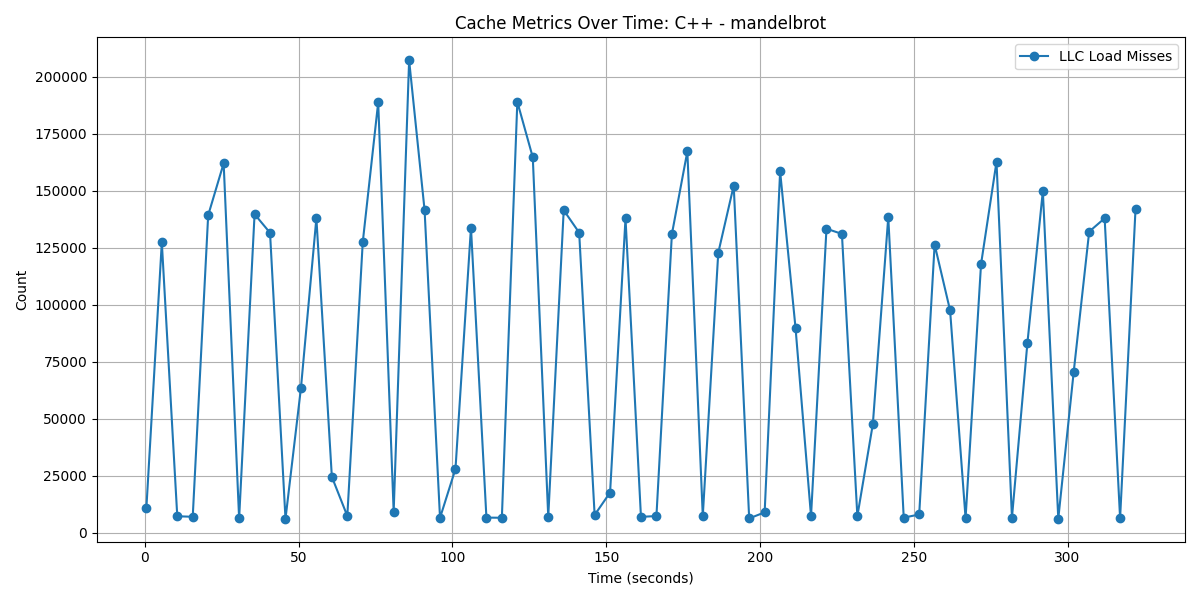 Cache Metrics Over Time: C++ - mandelbrot
LLC Load Misses
200000
175000
150000
125000
100000
75000
50000
25000
0
Count
0 50 100 150 200 250 300
Time (seconds)